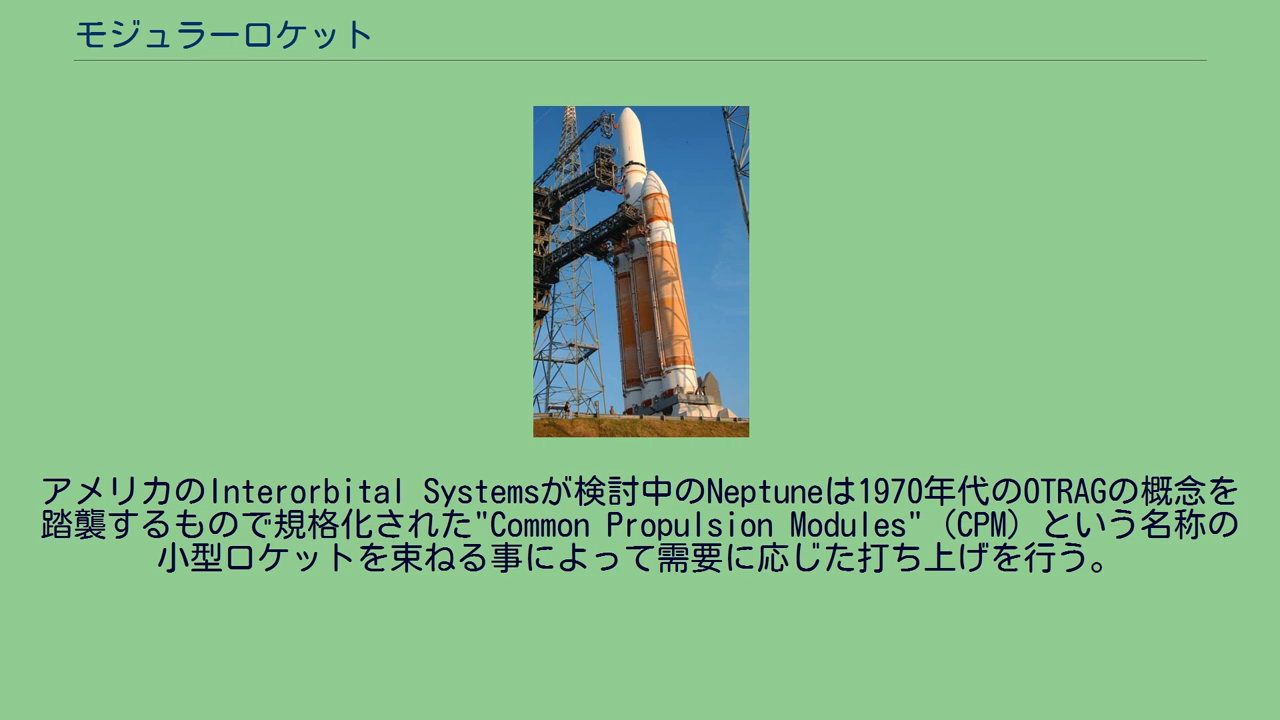 モジュラーロケット
アメリカのInterorbital Systemsが検討中のNeptuneは1970年代のOTRAGの概念を
踏襲するもので規格化された"Common Propulsion Modules"（CPM）という名称の
小型ロケットを束ねる事によって需要に応じた打ち上げを行う。